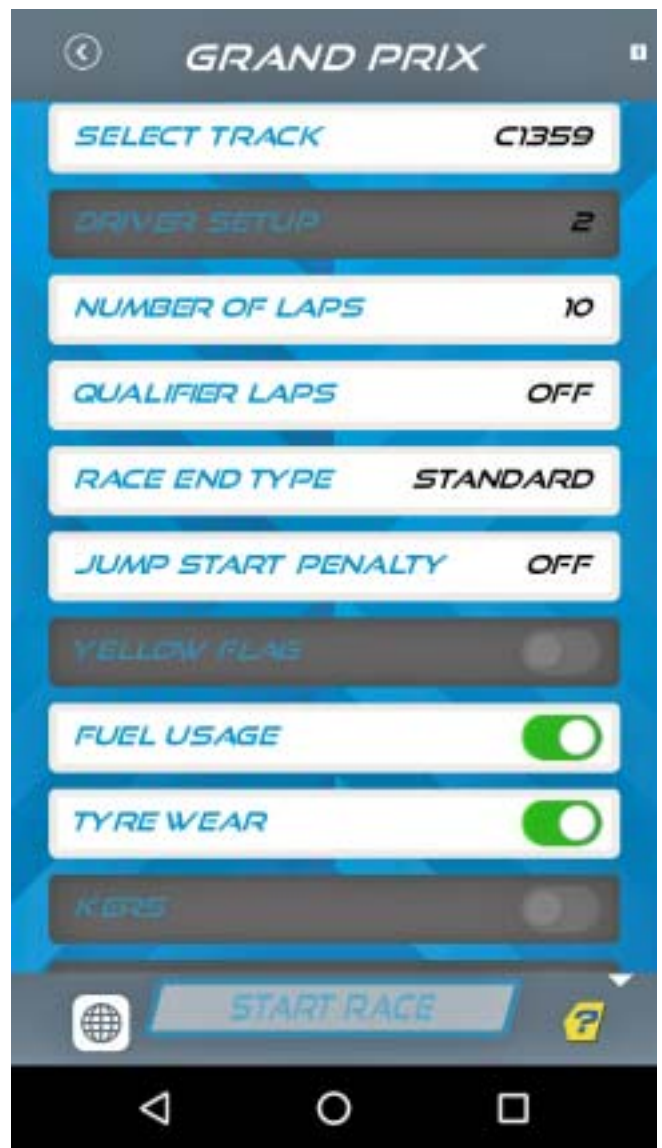 GRAND PRIX
SELECT TRACK C1359
DRIVER SETUP 2
NUMBER OF LAPS 10
QUALIFIER LAPS OFF
RACE END TYPE STANDARD
JUMP START PENALTY OFF
YELLOW FLAG
FUEL USAGE
TYRE WEAR
KERS
START RACE
?